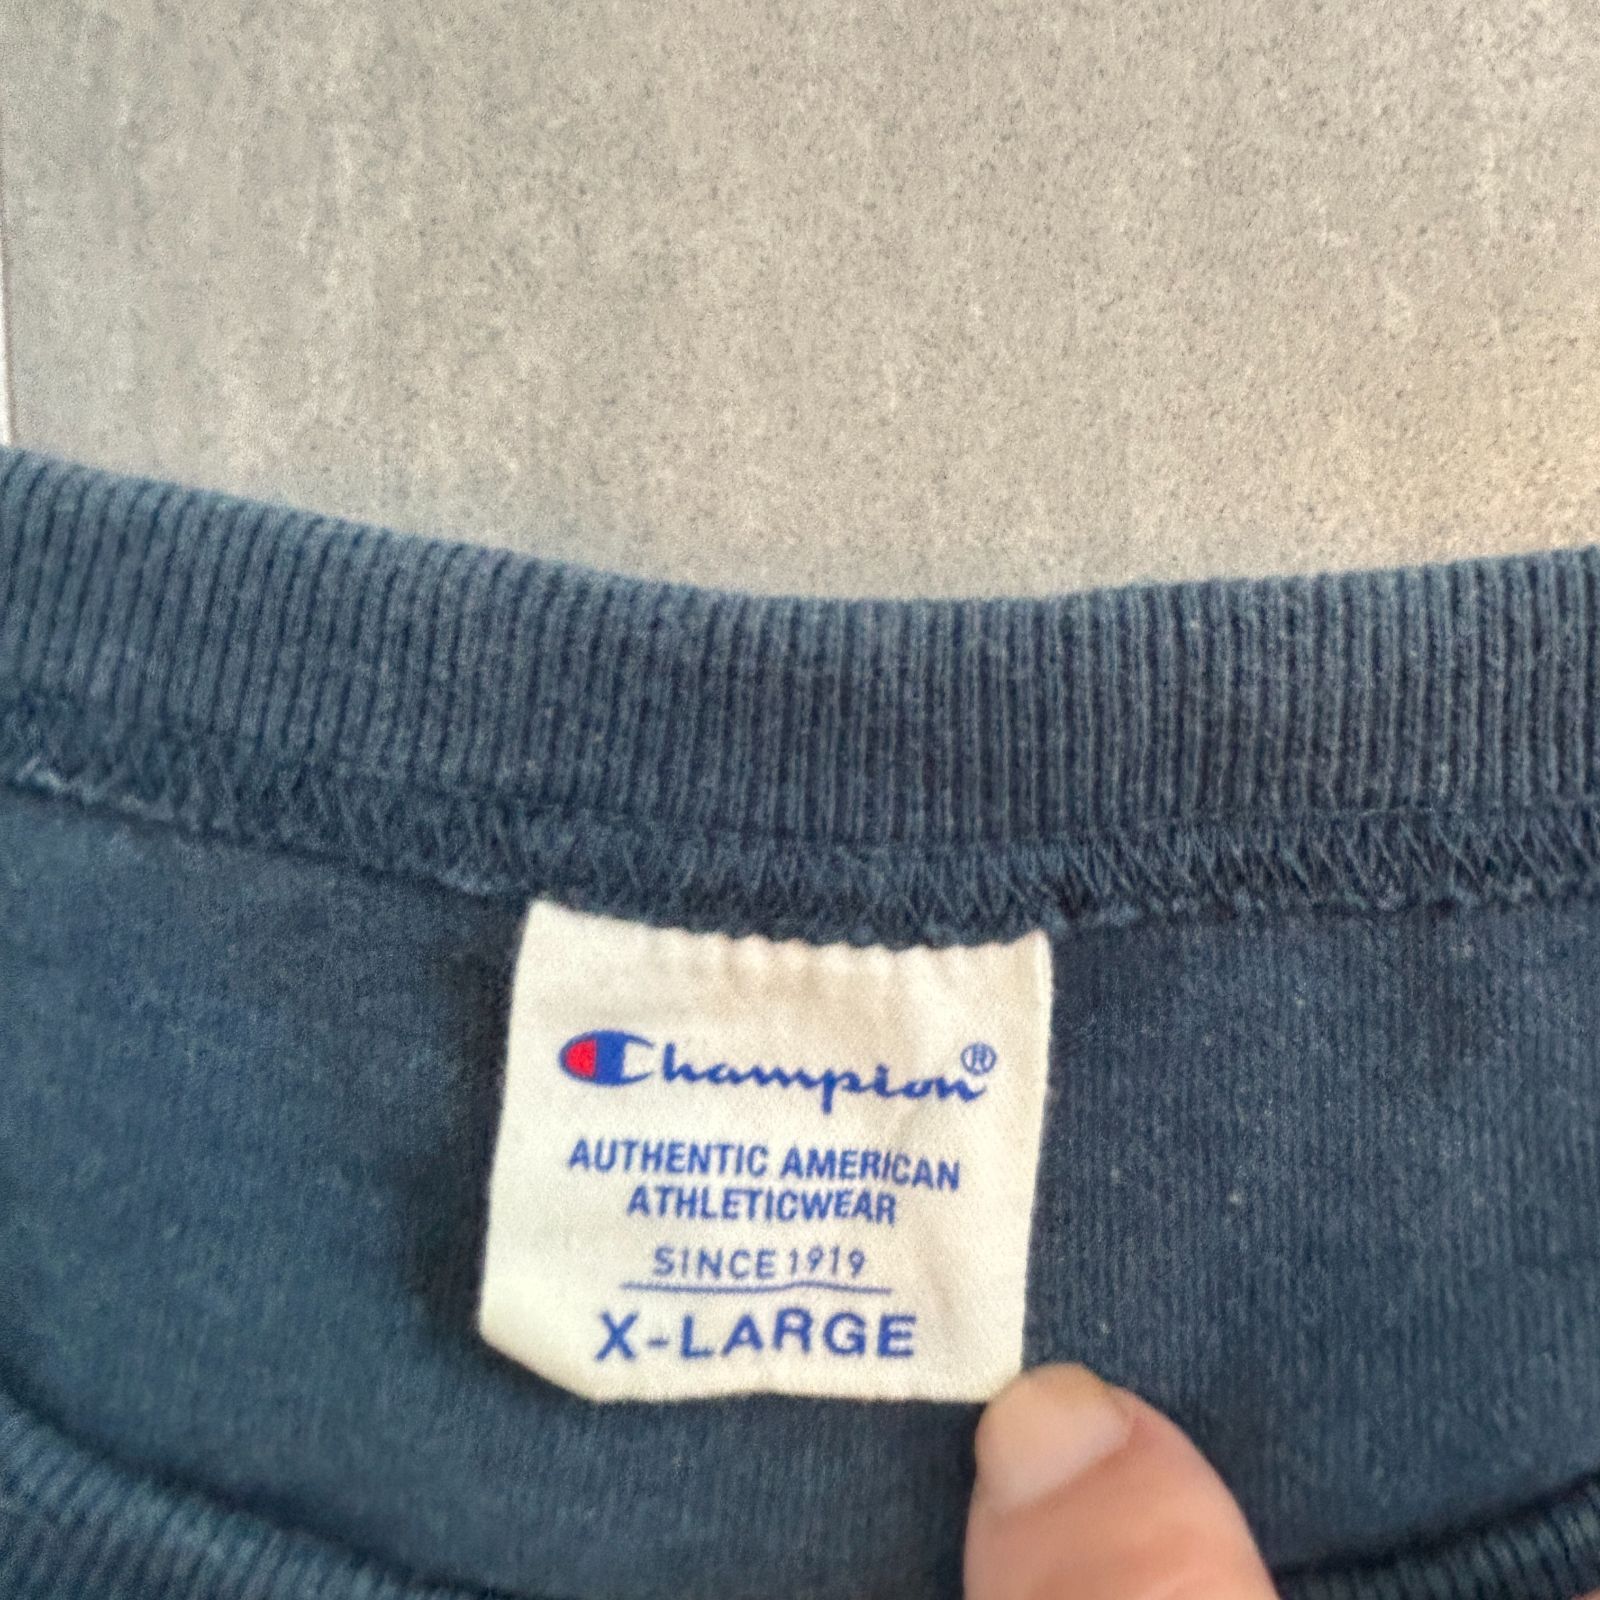 Champion®
AUTHENTIC AMERICAN
ATHLETICWEAR
SINCE 1919
X-LARGE